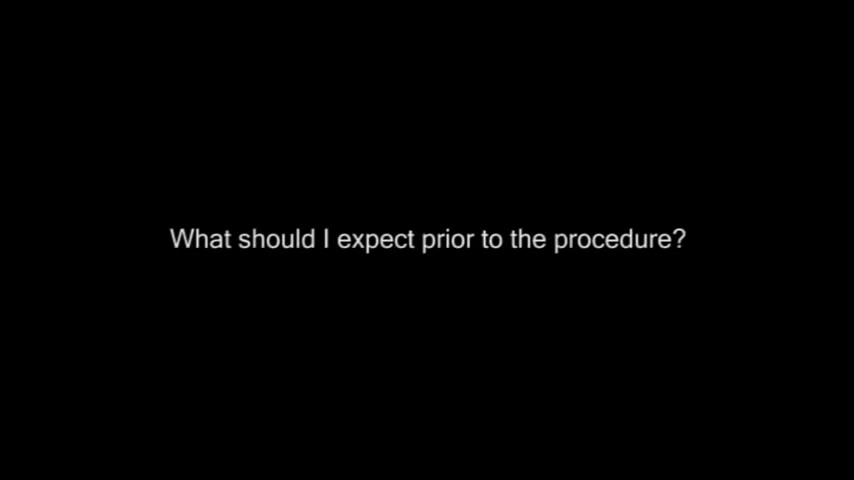 What should I expect prior to the procedure?